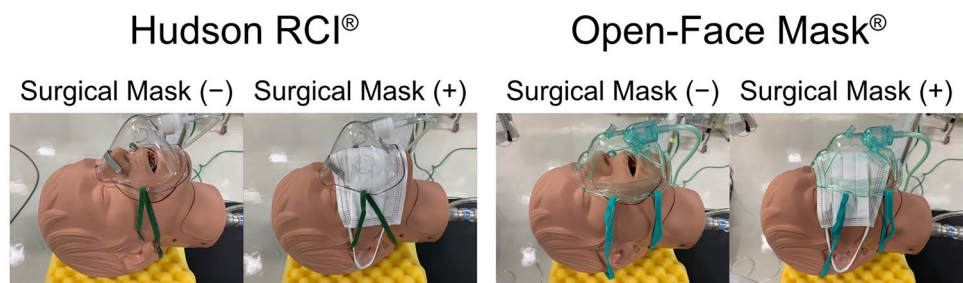 Hudson RCI®
Open-Face Mask®
Surgical Mask (−)
Surgical Mask (+)
Surgical Mask (−)
Surgical Mask (+)